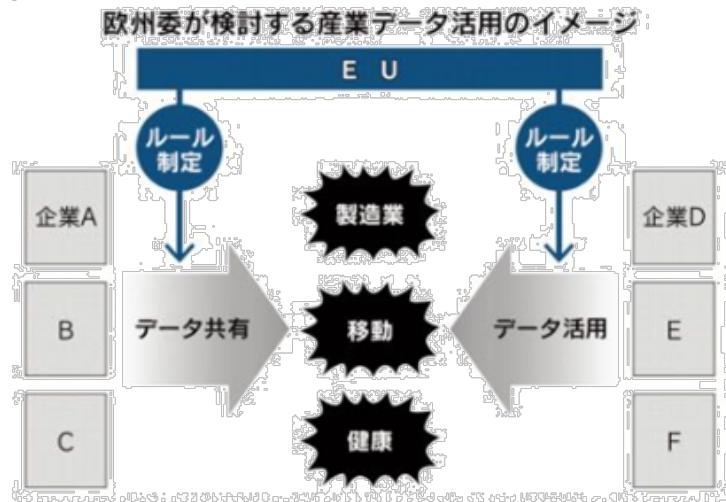 欧州委が検討する産業データ活用のイメージ
ＥＵ
ルール
制定
ルール
制定
企業A
製造業
企業D
B
データ共有
移動
データ活用
E
C
健康
F